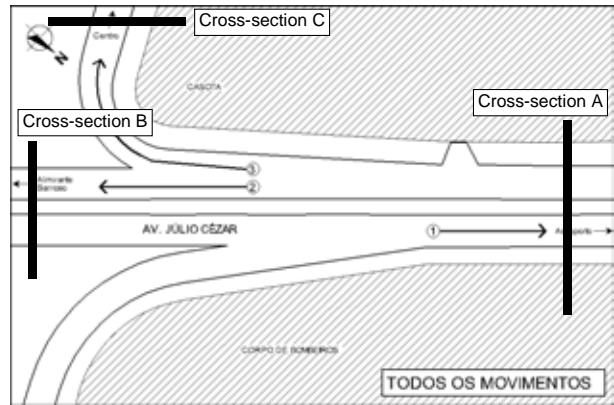 Cross-section C
Centro
N
CASOTA
Cross-section A
Cross-section B
3
Almirante
Barroso
2
AV. JÚLIO CÉZAR
1
Aeroporto
CORPO DE BOMBEIROS
TODOS OS MOVIMENTOS